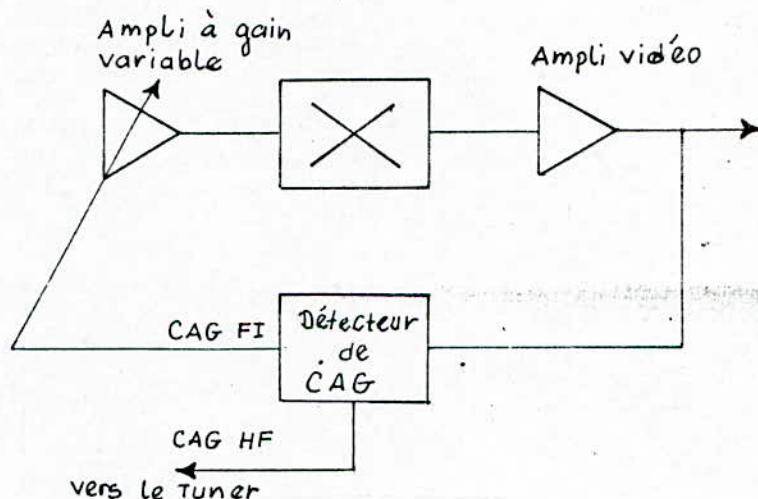 Ampli à gain
variable
Ampli vidéo
CAG FI
Détecteur
de
CAG
CAG HF
vers le Tuner